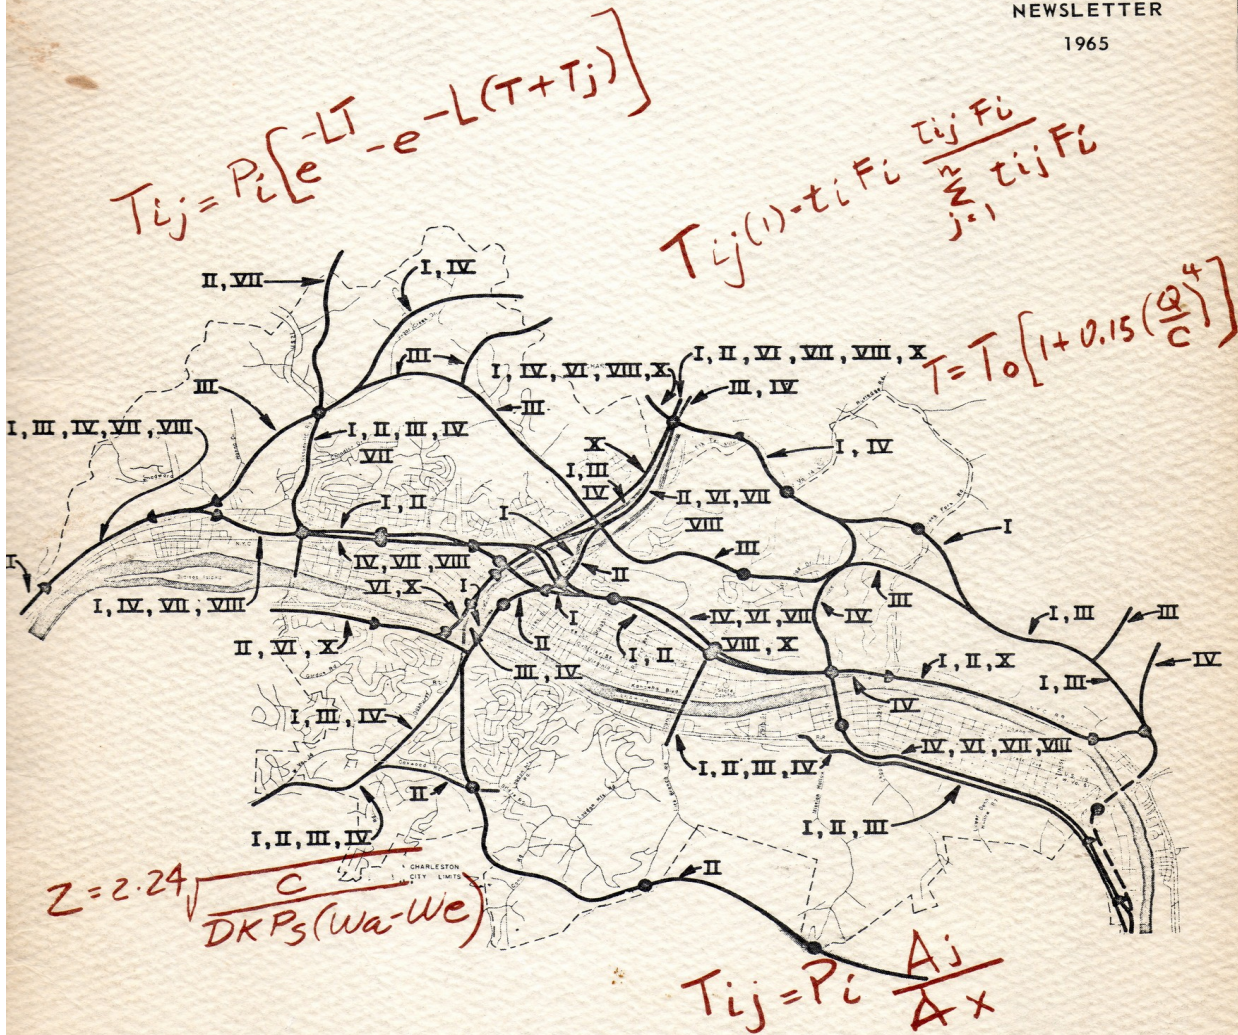 NEWSLETTER
1965
Tij = Pi[e^-LT - e^-L(T+Tj)]
Tij(1) = ti Fi tij Fi / n Σ j=1 tij Fi
T = To[1+0.15(Q/C)^4]
II, VII
I, IV
III
I, IV, VI, VIII, X
I, II, VI, VII, VIII, X
III, IV
III
III
I, III, IV, VII, VIII
I, II, III, IV
VII
X
I, III
IV
I, IV
II, VI, VII
VIII
I, II
I
I
I
IV, VII, VIII
III
II
VI, X
I
I, IV, VII, VIII
II
I
IV, VI, VII
VIII, X
IV
III
I, III
III
II, VI, X
III, IV
I, II
I, II, X
I, III
IV
IV
I, III, IV
IV, VI, VII, VIII
I, II, III, IV
II
I, II, III
I, II, III, IV
CHARLESTON
CITY LIMITS
II
Z = 2.24 √ C / DKPs(Wa-We)
Tij = Pi Aj / Ax